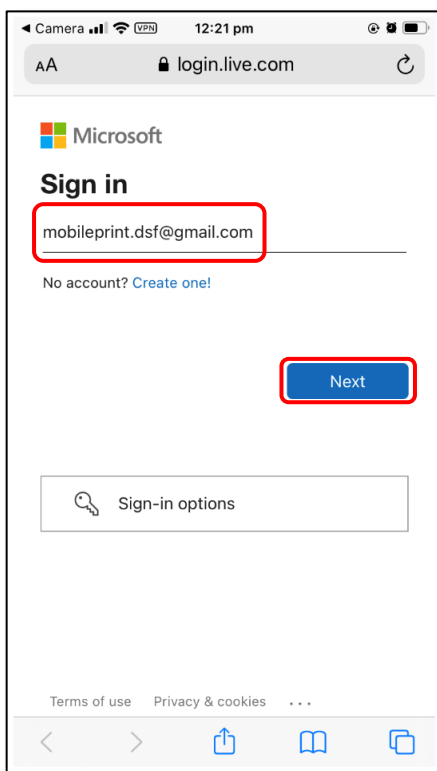 Camera VPN 12:21 pm
AA login.live.com
Microsoft
Sign in
mobileprint.dsf@gmail.com
No account? Create one!
Next
Sign-in options
Terms of use Privacy & cookies ...